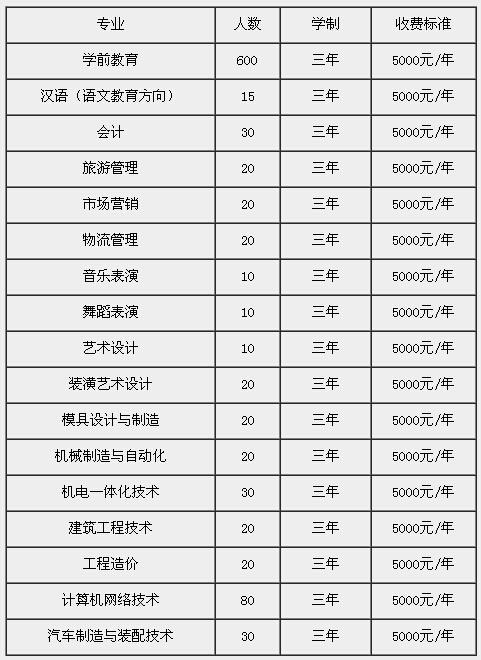 专业 人数 学制 收费标准
学前教育 600 三年 5000元/年
汉语（语文教育方向） 15 三年 5000元/年
会计 30 三年 5000元/年
旅游管理 20 三年 5000元/年
市场营销 20 三年 5000元/年
物流管理 20 三年 5000元/年
音乐表演 10 三年 5000元/年
舞蹈表演 10 三年 5000元/年
艺术设计 10 三年 5000元/年
装潢艺术设计 20 三年 5000元/年
模具设计与制造 20 三年 5000元/年
机械制造与自动化 20 三年 5000元/年
机电一体化技术 30 三年 5000元/年
建筑工程技术 20 三年 5000元/年
工程造价 20 三年 5000元/年
计算机网络技术 80 三年 5000元/年
汽车制造与装配技术 30 三年 5000元/年